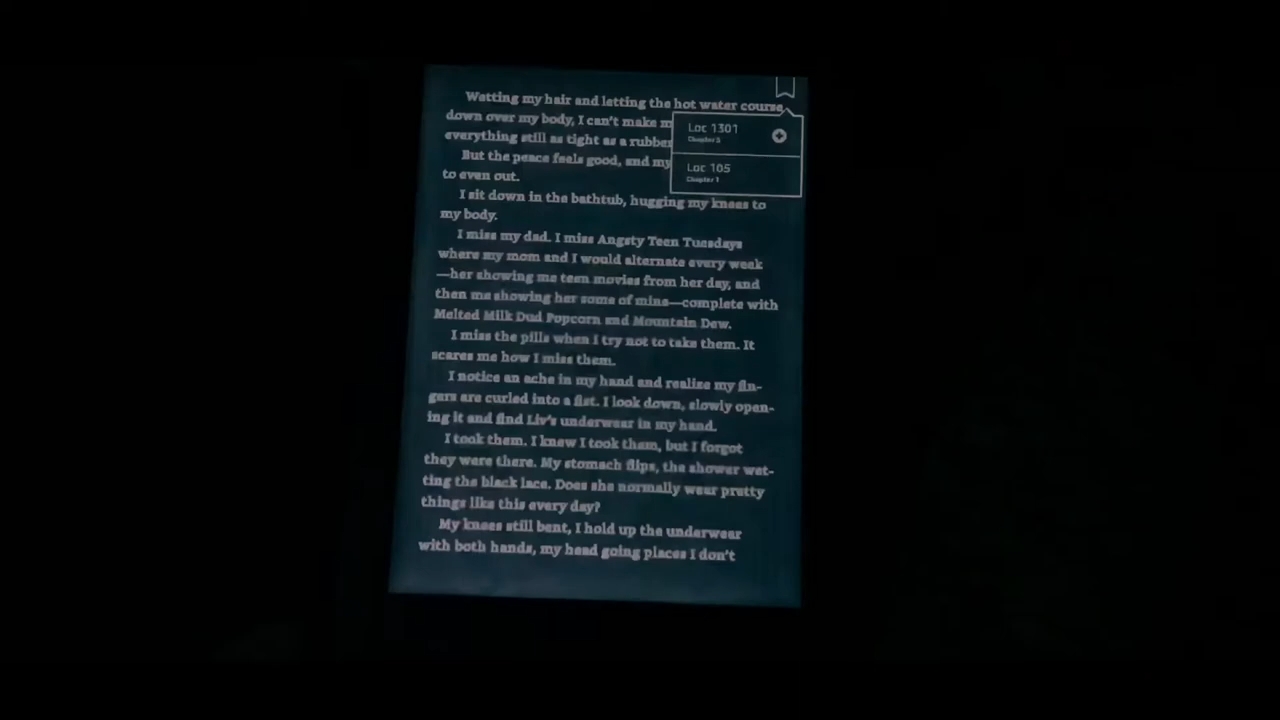 Wetting my hair and letting the hot water course
down over my body, I can't make m
everything still as tight as a rubber
But the peace feels good, and my
to even out.
I sit down in the bathtub, hugging my knees to
my body.
I miss my dad. I miss Angsty Teen Tuesdays
where my mom and I would alternate every week
—her showing me teen movies from her day, and
then me showing her some of mine—complete with
Melted Milk Dud Popcorn and Mountain Dew.
I miss the pills when I try not to take them. It
scares me how I miss them.
I notice an ache in my hand and realize my fin-
gers are curled into a fist. I look down, slowly open-
ing it and find Liv's underwear in my hand.
I took them. I knew I took them, but I forgot
they were there. My stomach flips, the shower wet-
ting the black lace. Does she normally wear pretty
things like this every day?
My knees still bent, I hold up the underwear
with both hands, my head going places I don't
Loc 1301
Chapter 5
Loc 105
Chapter 1